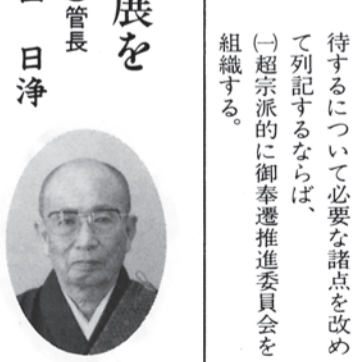 待するについて必要な諸点を改め
て列記するならば、
㈠超宗派的に御奉遷推進委員会を
組織する。
展を
管長
日浄